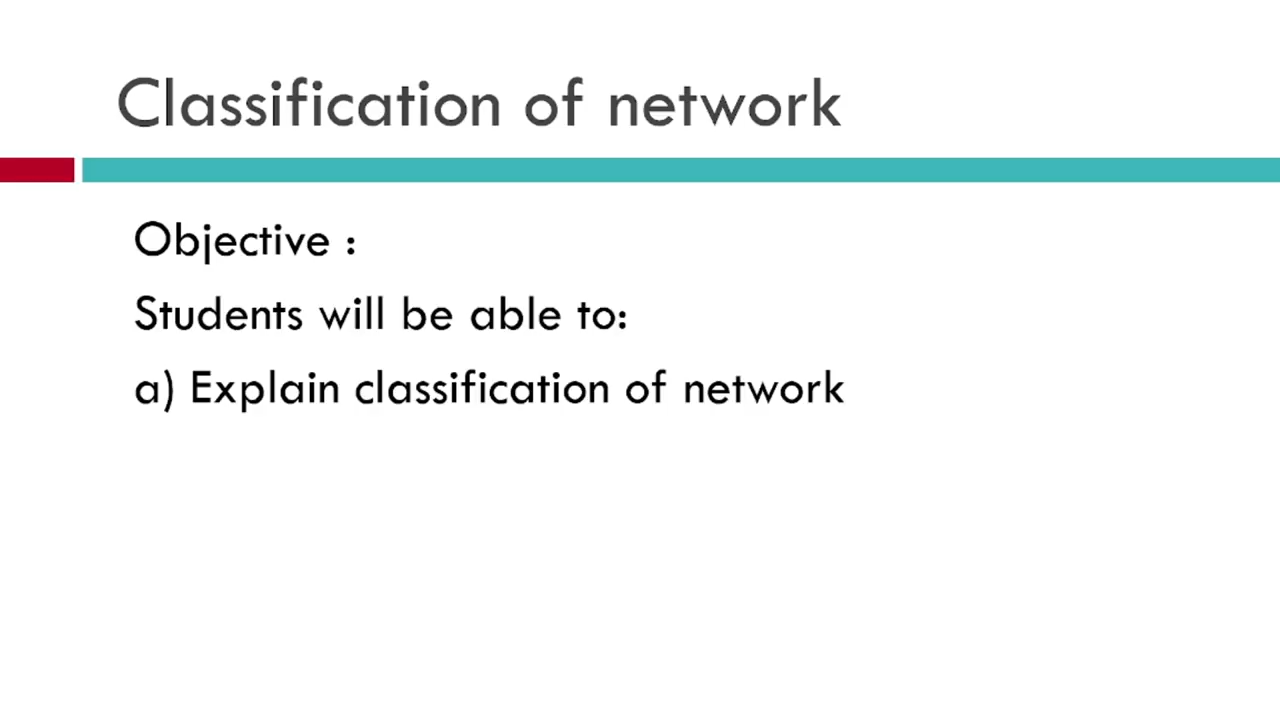 Classification of network
Objective :
Students will be able to:
a) Explain classification of network